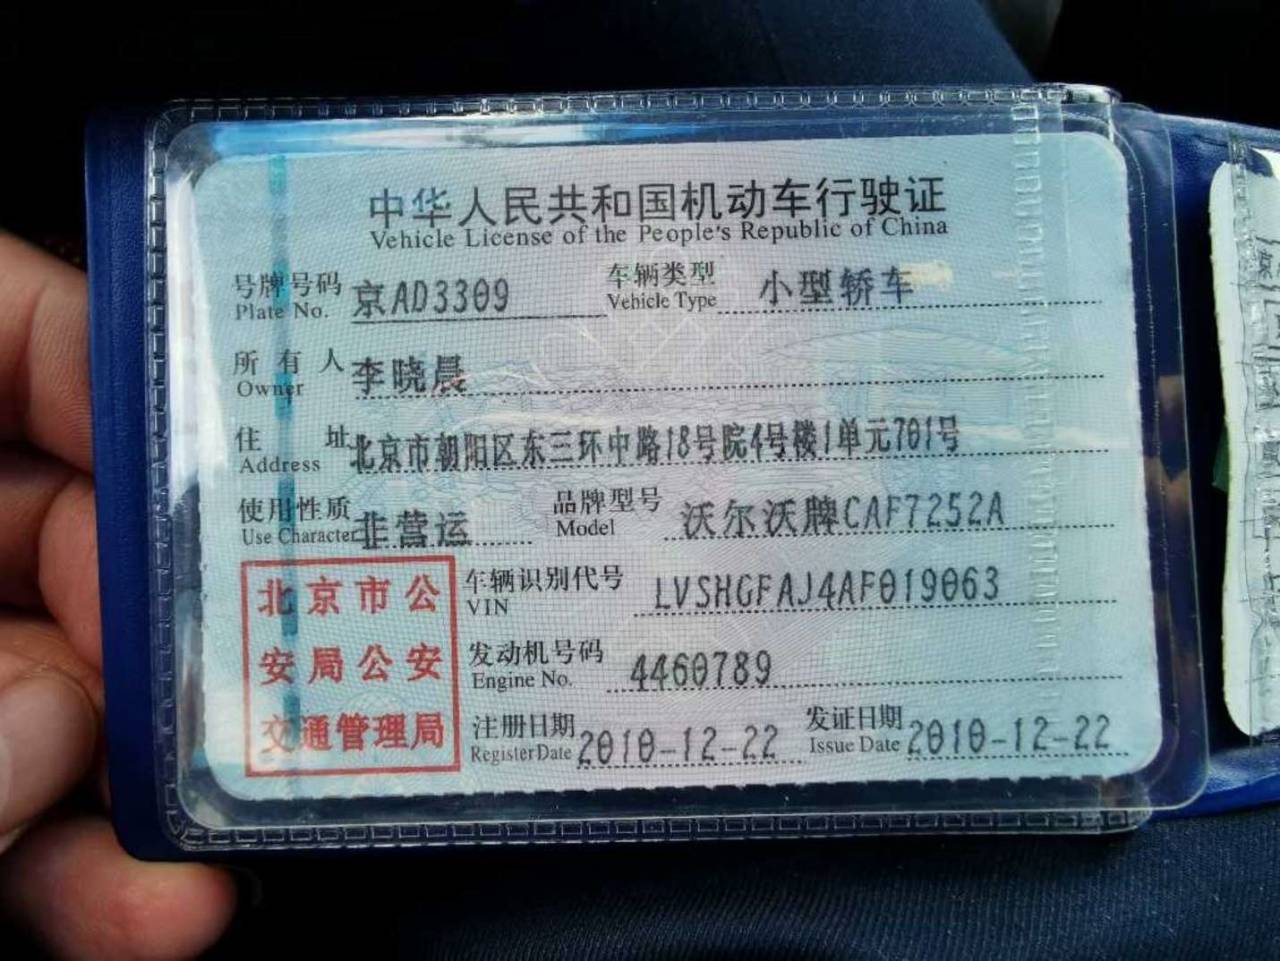 中华人民共和国机动车行驶证
Vehicle License of the People's Republic of China
号牌号码 京AD3309 车辆类型 小型轿车
Plate No. Vehicle Type
所有人 李晓晨
Owner
住址 北京市朝阳区东三环中路18号院4号楼1单元701号
Address
使用性质 非营运 品牌型号 沃尔沃牌CAF7252A
Use Character Model
北京市公
安局公安
交通管理局
车辆识别代号 LVSHGFAJ4AF019063
VIN
发动机号码 4460789
Engine No.
注册日期 2010-12-22 发证日期 2010-12-22
Register Date Issue Date